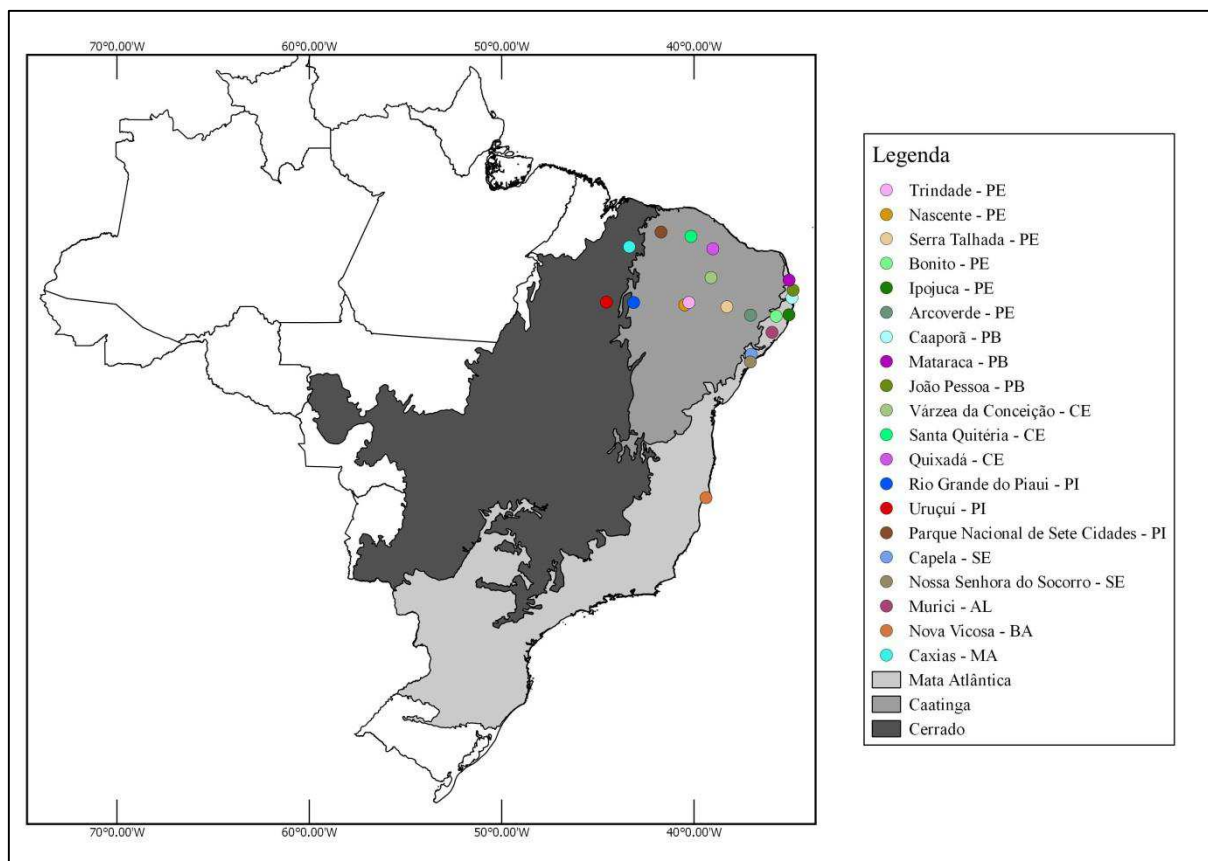 70°0.00'W 60°0.00'W 50°0.00'W 40°0.00'W
Legenda
Trindade - PE
Nascente - PE
Serra Talhada - PE
Bonito - PE
Ipojuca - PE
Arcoverde - PE
Caaporã - PB
Mataraca - PB
João Pessoa - PB
Várzea da Conceição - CE
Santa Quitéria - CE
Quixadá - CE
Rio Grande do Piaui - PI
Uruçuí - PI
Parque Nacional de Sete Cidades - PI
Capela - SE
Nossa Senhora do Socorro - SE
Murici - AL
Nova Vicosa - BA
Caxias - MA
Mata Atlântica
Caatinga
Cerrado
70°0.00'W 60°0.00'W 50°0.00'W 40°0.00'W